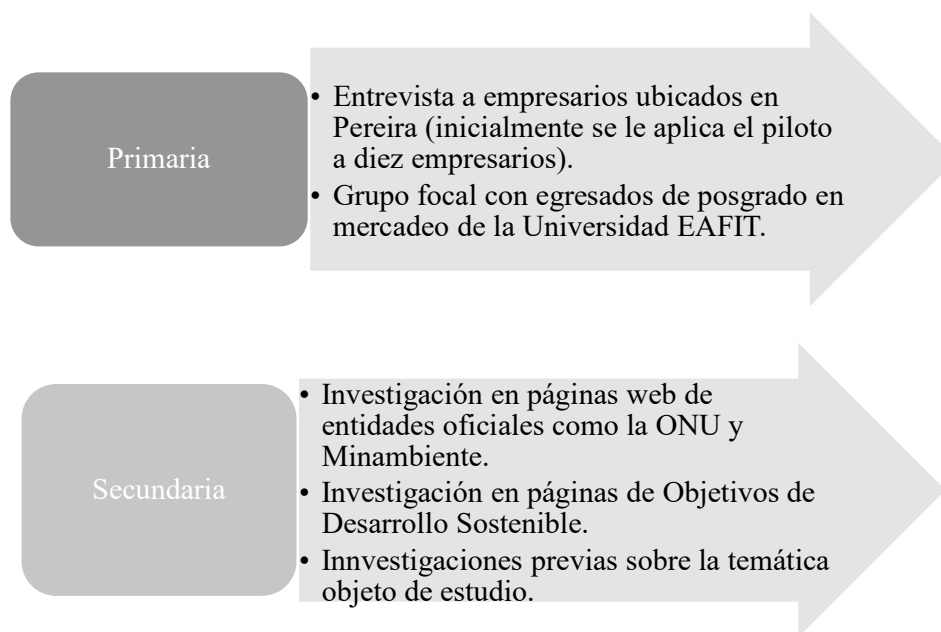 Primaria
• Entrevista a empresarios ubicados en
Pereira (inicialmente se le aplica el piloto
a diez empresarios).
• Grupo focal con egresados de posgrado en
mercadeo de la Universidad EAFIT.
Secundaria
• Investigación en páginas web de
entidades oficiales como la ONU y
Minambiente.
• Investigación en páginas de Objetivos de
Desarrollo Sostenible.
• Innvestigaciones previas sobre la temática
objeto de estudio.